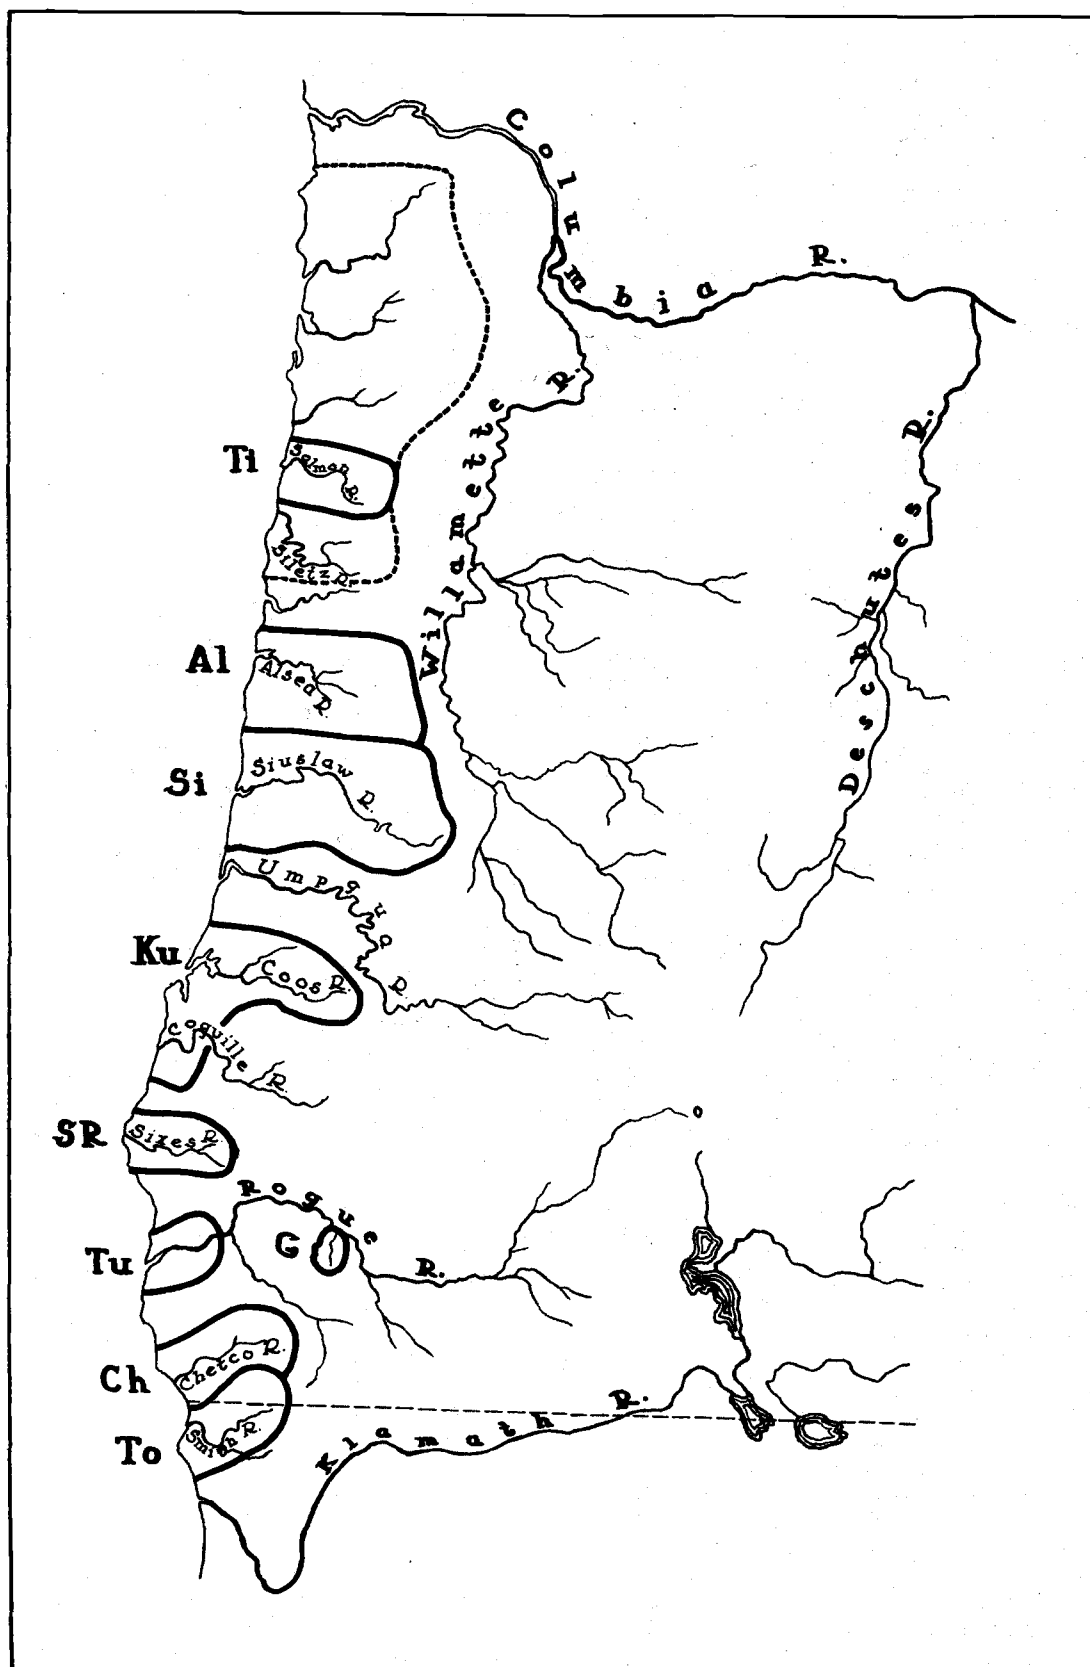 Columbia R.
Willamette R.
Deschutes R.
Ti
Salmon R.
Siletz R.
Al
Alsea R.
Si
Siuslaw R.
Umpqua R.
Ku
Coos R.
Coquille R.
SR
Sixes R.
Rogue R.
G
Tu
Ch
Chetco R.
To
Smith R.
Klamath R.